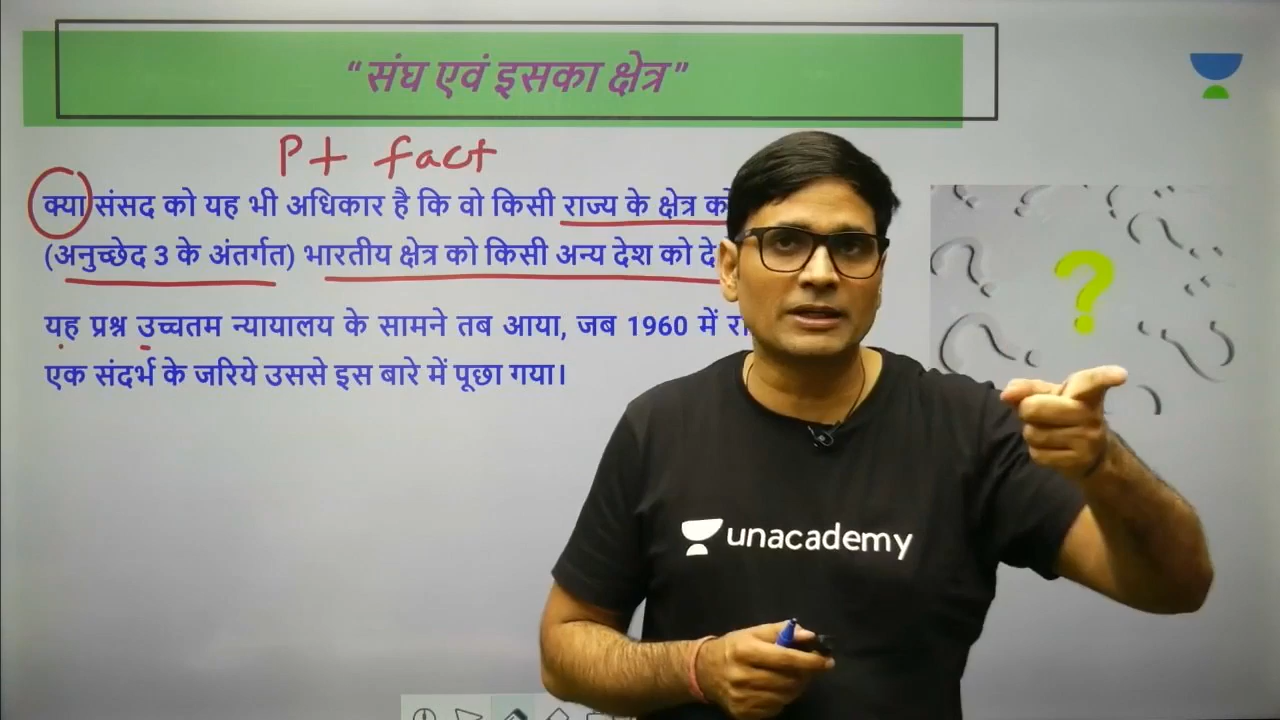 “संघ एवं इसका क्षेत्र”
Pt fact
क्या संसद को यह भी अधिकार है कि वो किसी राज्य के क्षेत्र को
(अनुच्छेद 3 के अंतर्गत) भारतीय क्षेत्र को किसी अन्य देश को दे
यह प्रश्न उच्चतम न्यायालय के सामने तब आया, जब 1960 में
एक संदर्भ के जरिये उससे इस बारे में पूछा गया।
?
unacademy